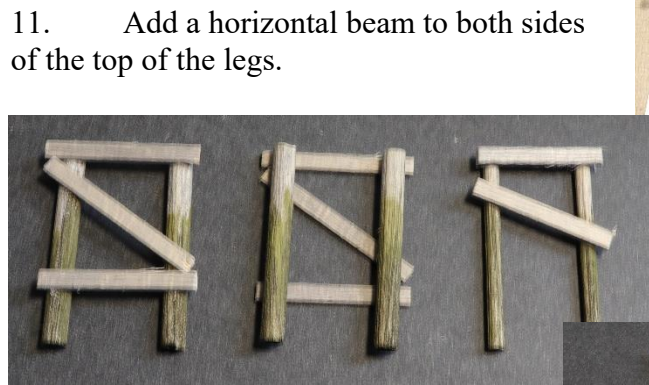 11. Add a horizontal beam to both sides
of the top of the legs.